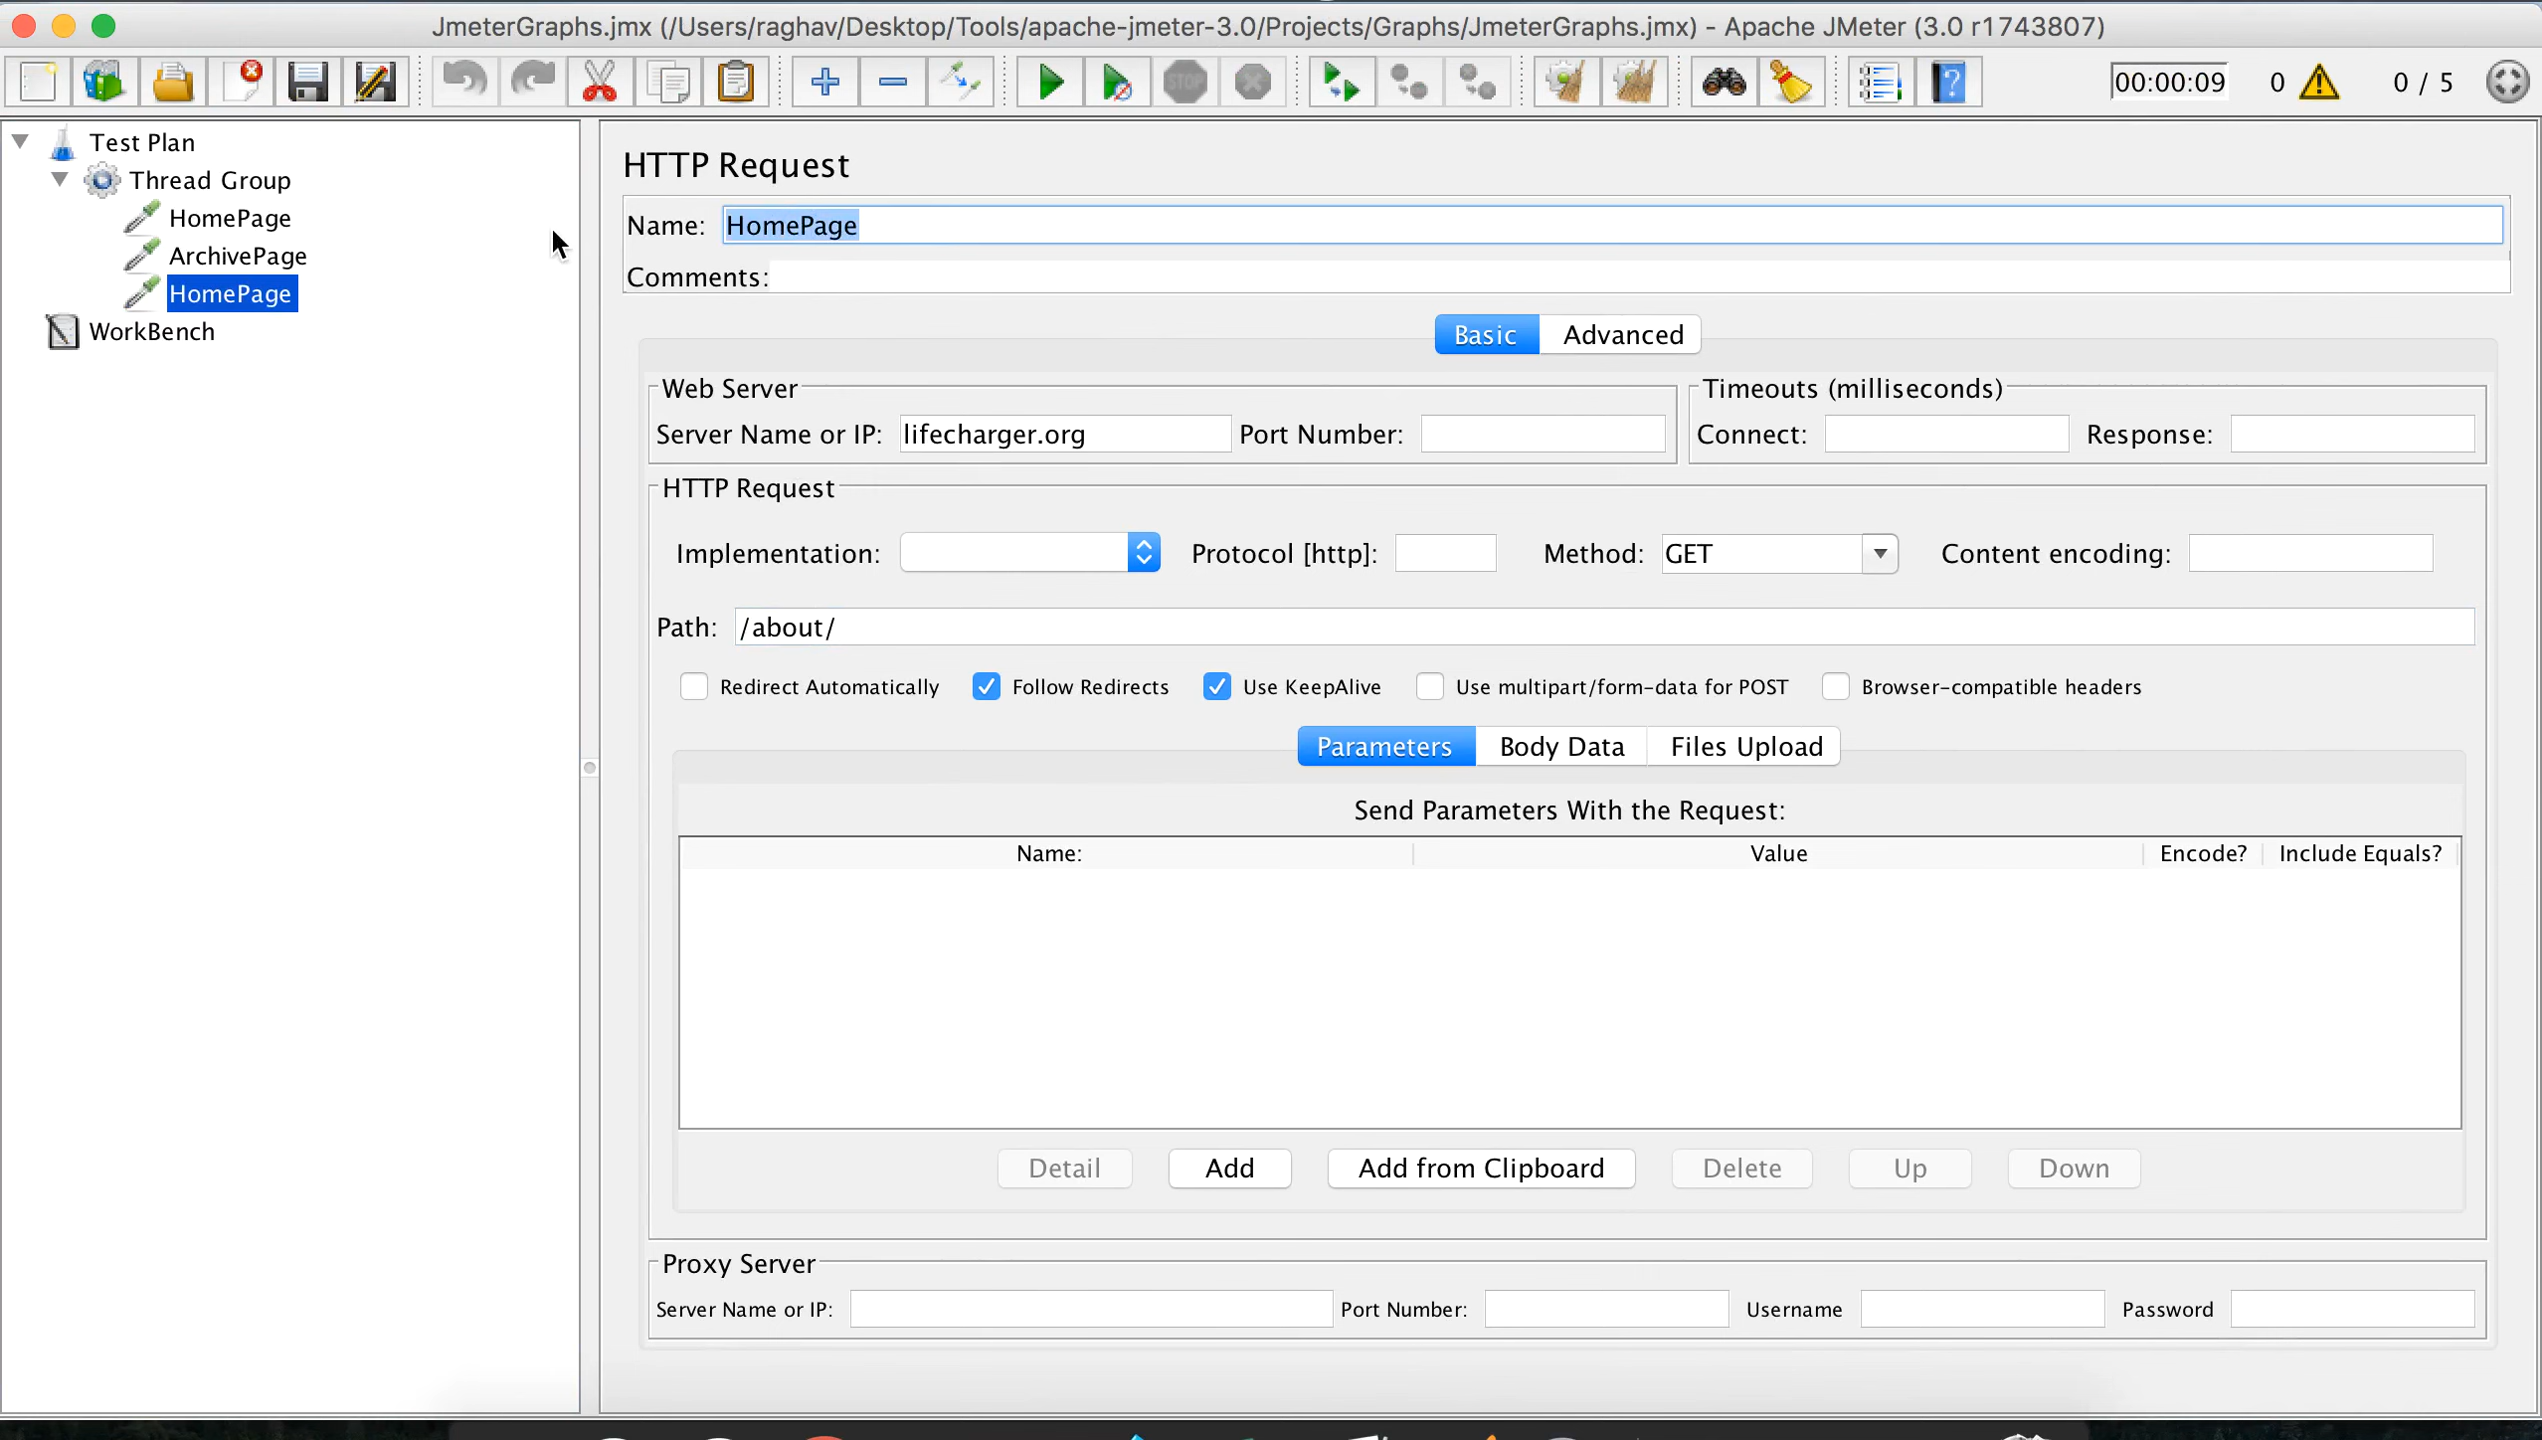 JmeterGraphs.jmx (/Users/raghav/Desktop/Tools/apache-jmeter-3.0/Projects/Graphs/JmeterGraphs.jmx) - Apache JMeter (3.0 r1743807)
STOP ? 00:00:09 0 0 / 5
Test Plan
Thread Group
HomePage
ArchivePage
HomePage
WorkBench
HTTP Request
Name: HomePage
Comments:
Basic Advanced
Web Server
Server Name or IP: lifecharger.org Port Number:
Timeouts (milliseconds)
Connect: Response:
HTTP Request
Implementation: Protocol [http]: Method: GET Content encoding:
Path: /about/
Redirect Automatically Follow Redirects Use KeepAlive Use multipart/form-data for POST Browser-compatible headers
Parameters Body Data Files Upload
Send Parameters With the Request:
Name: Value Encode? Include Equals?
Detail Add Add from Clipboard Delete Up Down
Proxy Server
Server Name or IP: Port Number: Username Password